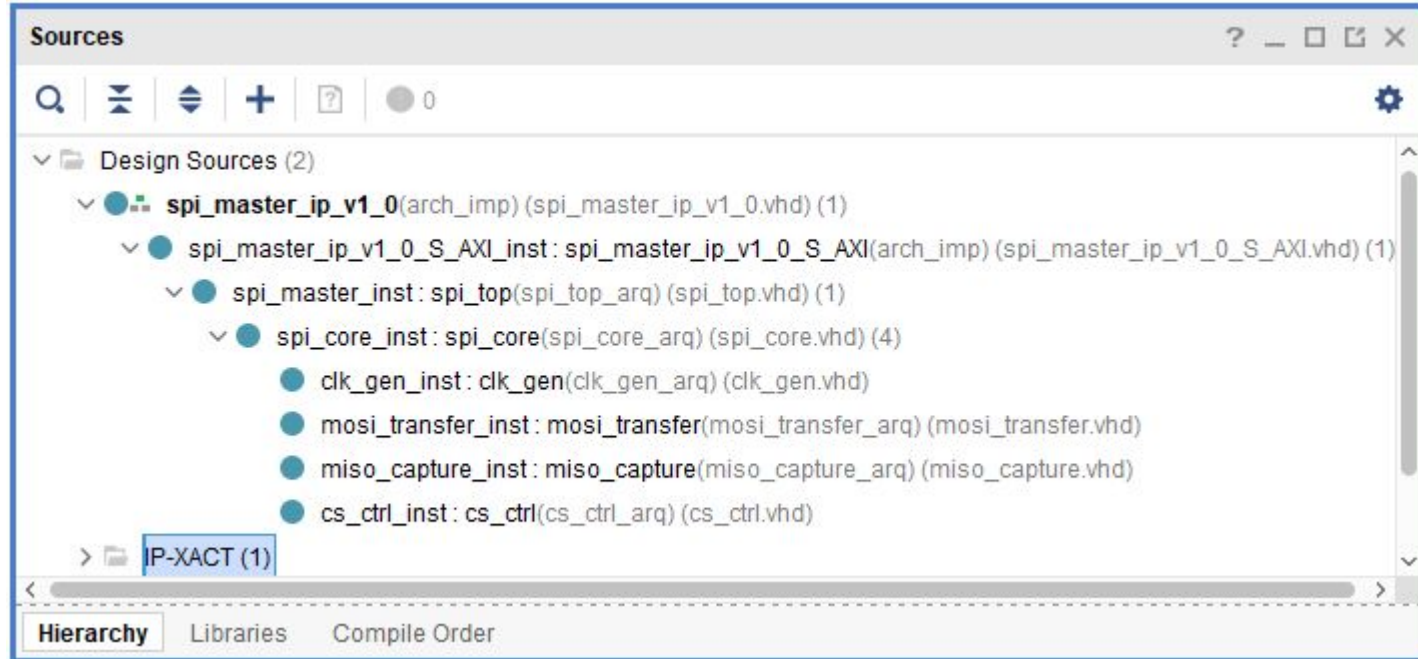 Sources
0
Design Sources (2)
spi_master_ip_v1_0(arch_imp) (spi_master_ip_v1_0.vhd) (1)
spi_master_ip_v1_0_S_AXI_inst : spi_master_ip_v1_0_S_AXI(arch_imp) (spi_master_ip_v1_0_S_AXI.vhd) (1)
spi_master_inst : spi_top(spi_top_arq) (spi_top.vhd) (1)
spi_core_inst : spi_core(spi_core_arq) (spi_core.vhd) (4)
clk_gen_inst : clk_gen(clk_gen_arq) (clk_gen.vhd)
mosi_transfer_inst : mosi_transfer(mosi_transfer_arq) (mosi_transfer.vhd)
miso_capture_inst : miso_capture(miso_capture_arq) (miso_capture.vhd)
cs_ctrl_inst : cs_ctrl(cs_ctrl_arq) (cs_ctrl.vhd)
IP-XACT (1)
Hierarchy Libraries Compile Order